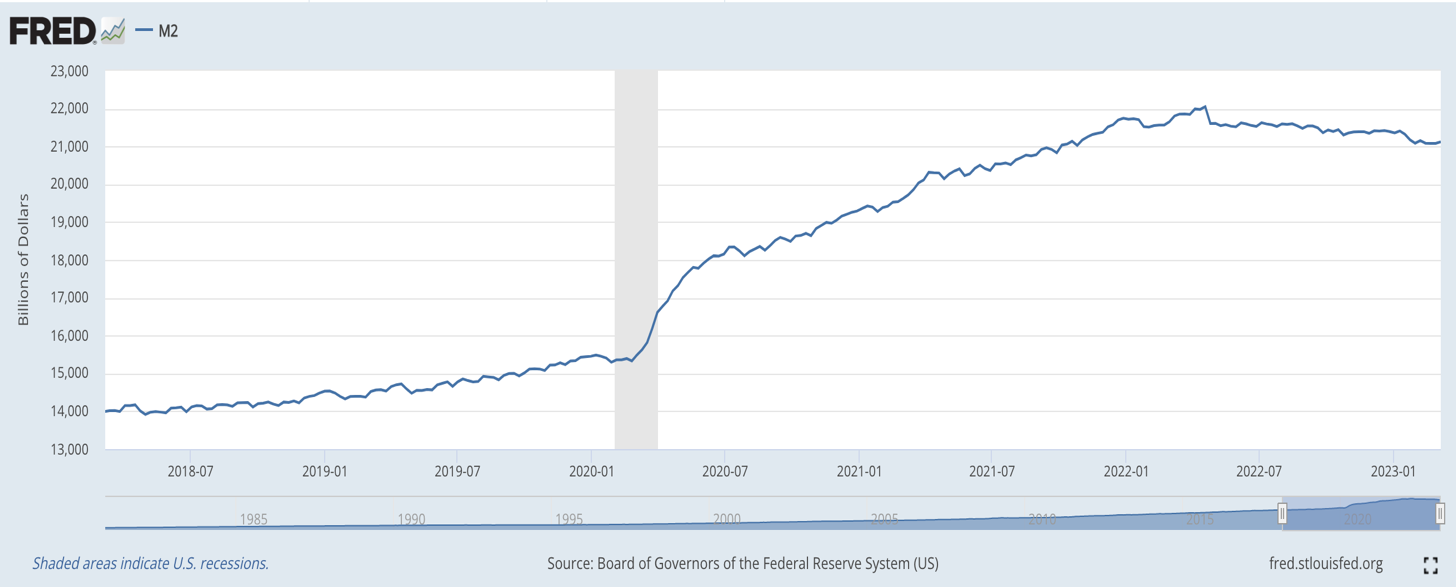 FRED M2
23,000
22,000
21,000
20,000
19,000
18,000
17,000
16,000
15,000
14,000
13,000
Billions of Dollars
2018-07 2019-01 2019-07 2020-01 2020-07 2021-01 2021-07 2022-01 2022-07 2023-01
1985 1990 1995 2000 2005 2010 2015 2020
Shaded areas indicate U.S. recessions. Source: Board of Governors of the Federal Reserve System (US) fred.stlouisfed.org